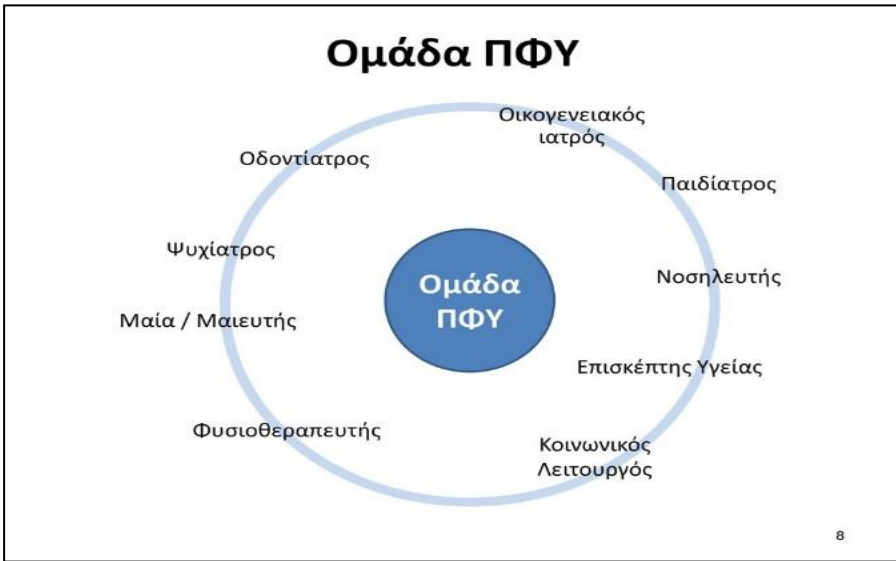 Ομάδα ΠΦΥ
Οικογενειακός
ιατρός
Οδοντίατρος
Παιδίατρος
Ψυχίατρος
Νοσηλευτής
Ομάδα
ΠΦΥ
Μαία / Μαιευτής
Επισκέπτης Υγείας
Φυσιοθεραπευτής
Κοινωνικός
Λειτουργός
8